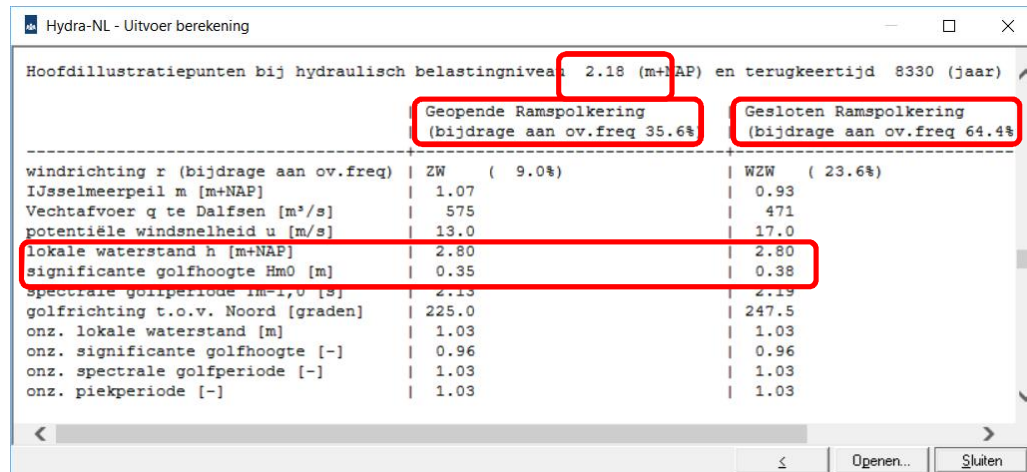 Hydra-NL - Uitvoer berekening
Hoofdillustratiepunten bij hydraulisch belastingniveau 2.18 (m+NAP) en terugkeertijd 8330 (jaar)
| Geopende Ramspolkering | Gesloten Ramspolkering
| (bijdrage aan ov.freq 35.6%) | (bijdrage aan ov.freq 64.4%
windrichting r (bijdrage aan ov.freq) | ZW ( 9.0%) | WZW ( 23.6%)
IJsselmeerpeil m [m+NAP] | 1.07 | 0.93
Vechtafvoer q te Dalfsen [m³/s] | 575 | 471
potentiële windsnelheid u [m/s] | 13.0 | 17.0
lokale waterstand h [m+NAP] | 2.80 | 2.80
significante golfhoogte Hm0 [m] | 0.35 | 0.38
spectrale golfperiode Tm-1,0 [s] | 2.13 | 2.19
golfrichting t.o.v. Noord [graden] | 225.0 | 247.5
onz. lokale waterstand [m] | 1.03 | 1.03
onz. significante golfhoogte [-] | 0.96 | 0.96
onz. spectrale golfperiode [-] | 1.03 | 1.03
onz. piekperiode [-] | 1.03 | 1.03
< Openen... Sluiten